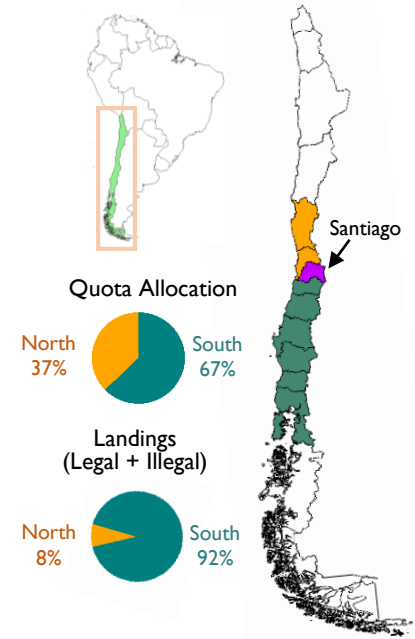 Santiago
Quota Allocation
North
37%
South
67%
Landings
(Legal + Illegal)
North
8%
South
92%